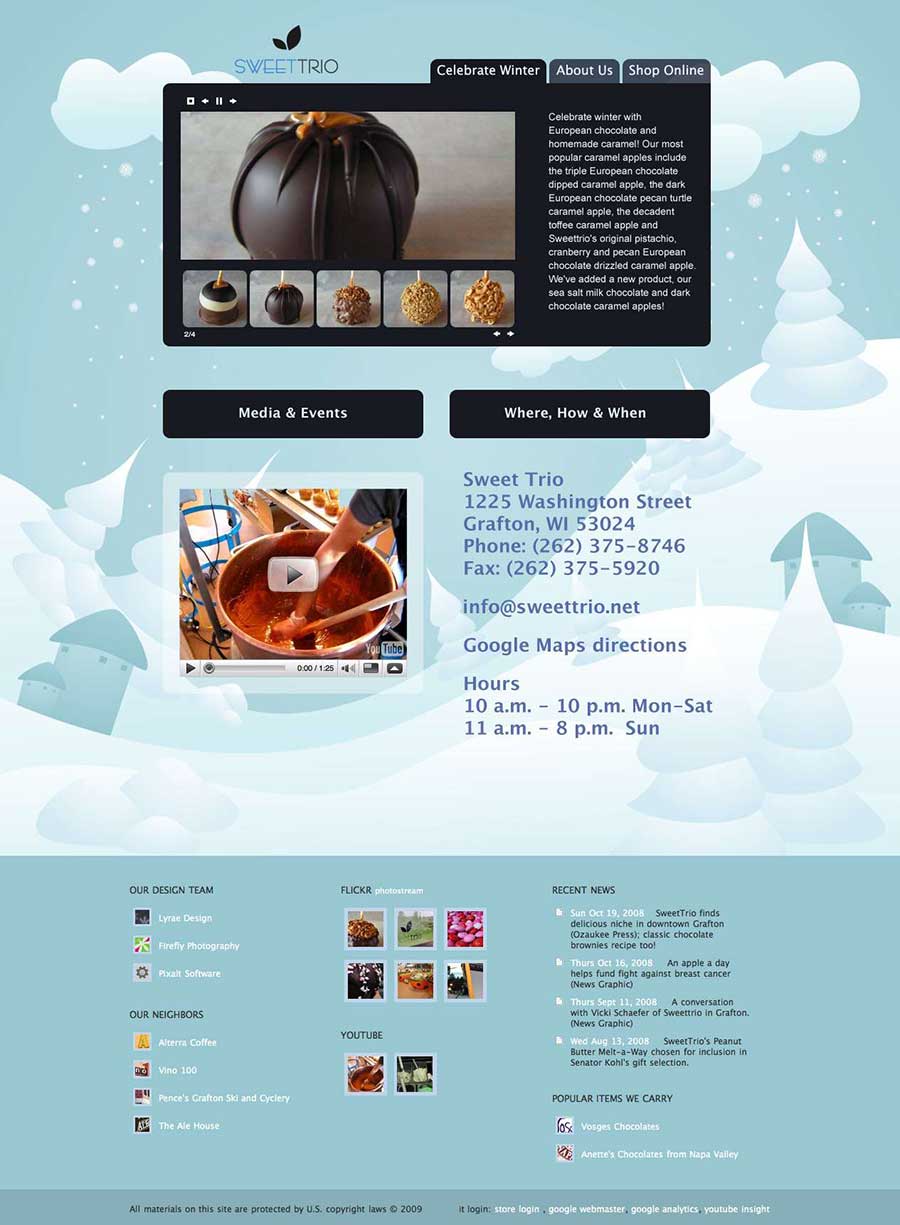 SWEETTRIO
Celebrate Winter
About Us
Shop Online
Celebrate winter with
European chocolate and
homemade caramel! Our most
popular caramel apples include
the triple European chocolate
dipped caramel apple, the dark
European chocolate pecan turtle
caramel apple, the decadent
toffee caramel apple and
Sweettrio's original pistachio,
cranberry and pecan European
chocolate drizzled caramel apple.
We've added a new product, our
sea salt milk chocolate and dark
chocolate caramel apples!
2/4
Media & Events
Where, How & When
YouTube
0:00 / 1:25
Sweet Trio
1225 Washington Street
Grafton, WI 53024
Phone: (262) 375-8746
Fax: (262) 375-5920
info@sweettrio.net
Google Maps directions
Hours
10 a.m. - 10 p.m. Mon-Sat
11 a.m. - 8 p.m.  Sun
OUR DESIGN TEAM
Lyrae Design
Firefly Photography
Pixalt Software
OUR NEIGHBORS
Alterra Coffee
Vino 100
Pence's Grafton Ski and Cyclery
ALE
The Ale House
FLICKR photostream
YOUTUBE
RECENT NEWS
Sun Oct 19, 2008 SweetTrio finds
delicious niche in downtown Grafton
(Ozaukee Press); classic chocolate
brownies recipe too!
Thurs Oct 16, 2008 An apple a day
helps fund fight against breast cancer
(News Graphic)
Thurs Sept 11, 2008 A conversation
with Vicki Schaefer of Sweettrio in Grafton.
(News Graphic)
Wed Aug 13, 2008 SweetTrio's Peanut
Butter Melt-a-Way chosen for inclusion in
Senator Kohl's gift selection.
POPULAR ITEMS WE CARRY
Vosges Chocolates
Anette's Chocolates from Napa Valley
All materials on this site are protected by U.S. copyright laws © 2009
it login: store login , google webmaster, google analytics, youtube insight